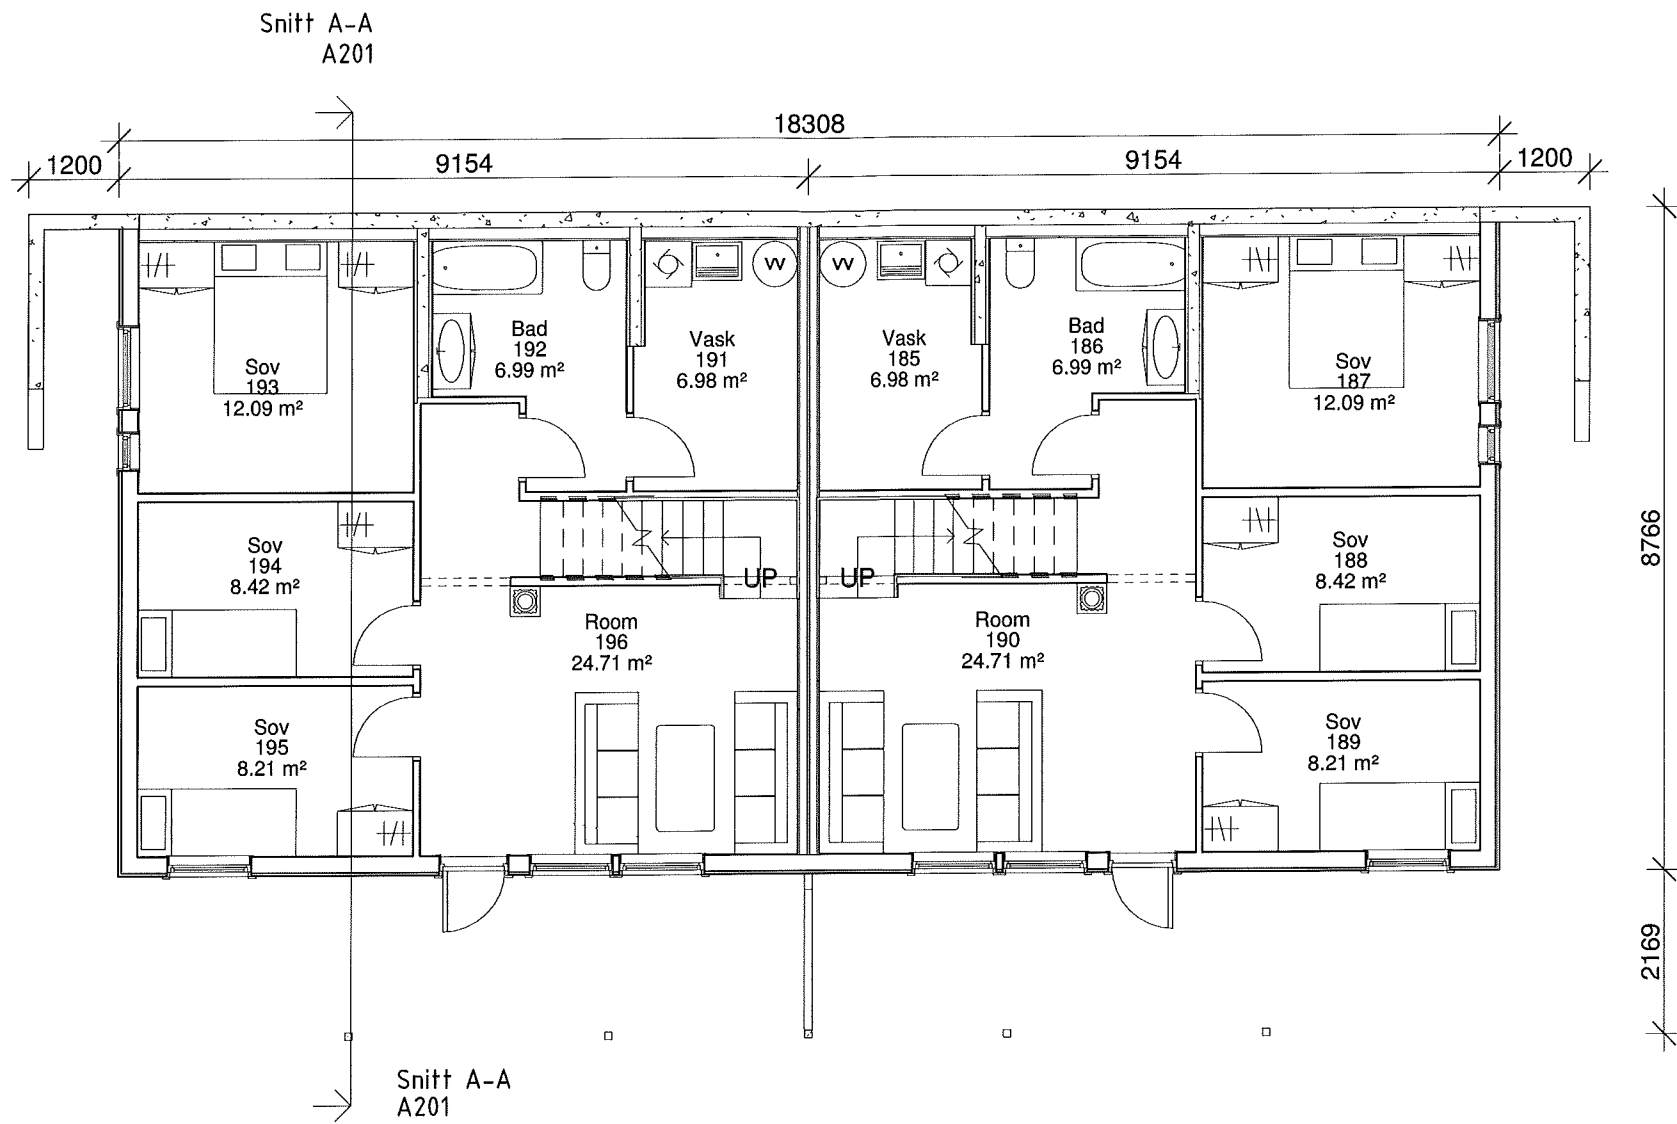 Snitt A-A
A201
18308
1200
9154
9154
1200
Sov
193
12.09 m²
Bad
192
6.99 m²
Vask
191
6.98 m²
W
W
Vask
185
6.98 m²
Bad
186
6.99 m²
Sov
187
12.09 m²
8766
Sov
194
8.42 m²
UP
UP
Sov
188
8.42 m²
Room
196
24.71 m²
Room
190
24.71 m²
Sov
195
8.21 m²
Sov
189
8.21 m²
2169
Snitt A-A
A201